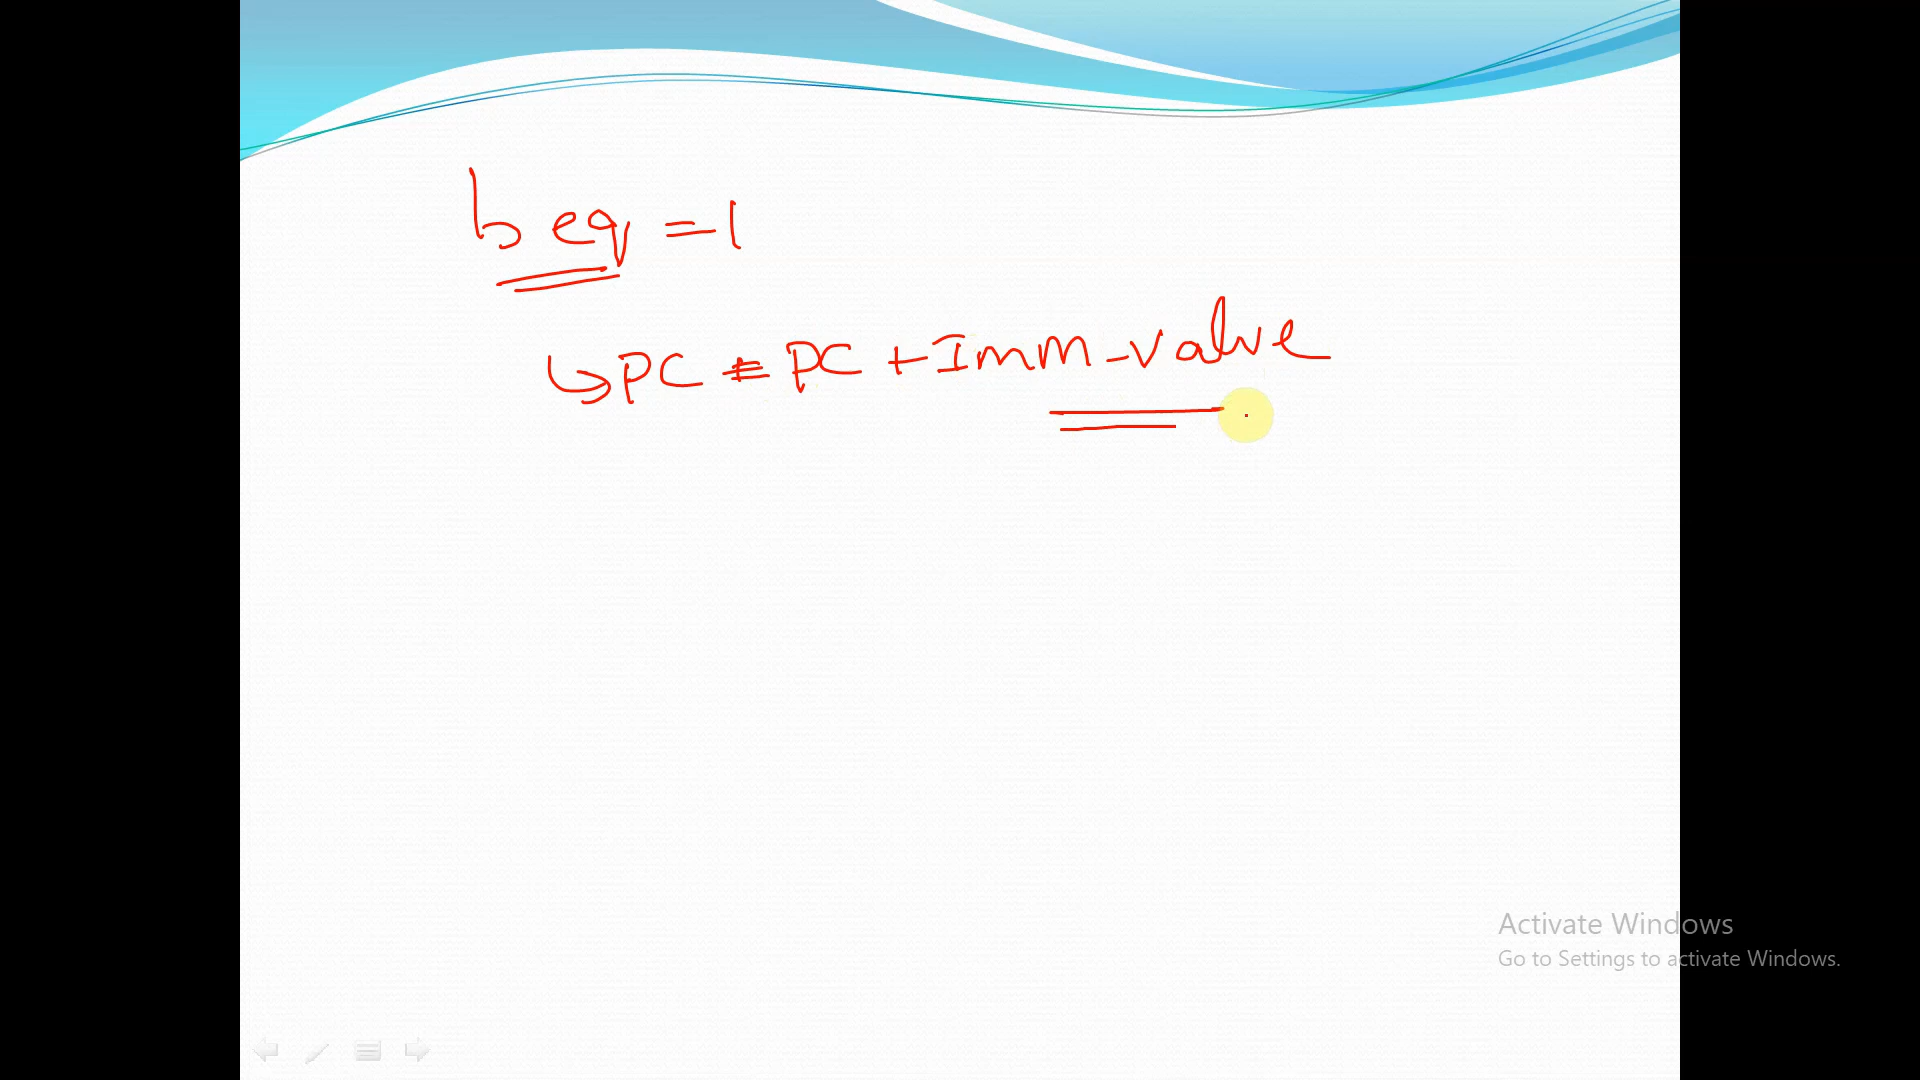 beq = 1
↳ PC = PC + Imm-value
Activate Windows
Go to Settings to activate Windows.